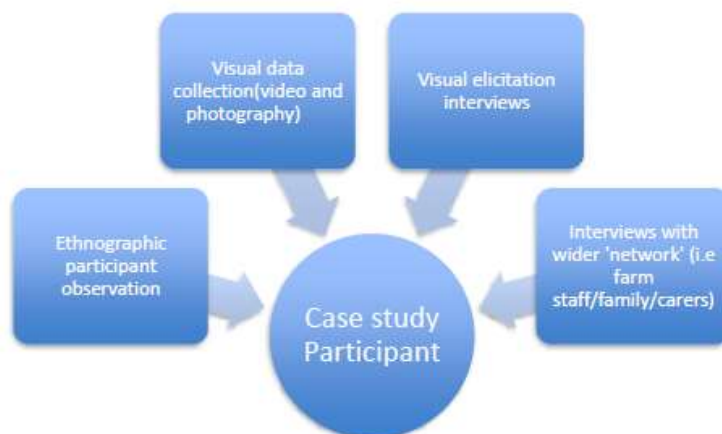 Visual data
collection(video and
photography)
Visual elicitation
interviews
Ethnographic
participant
observation
Interviews with
wider 'network' (i.e
farm
staff/family/carers)
Case study
Participant